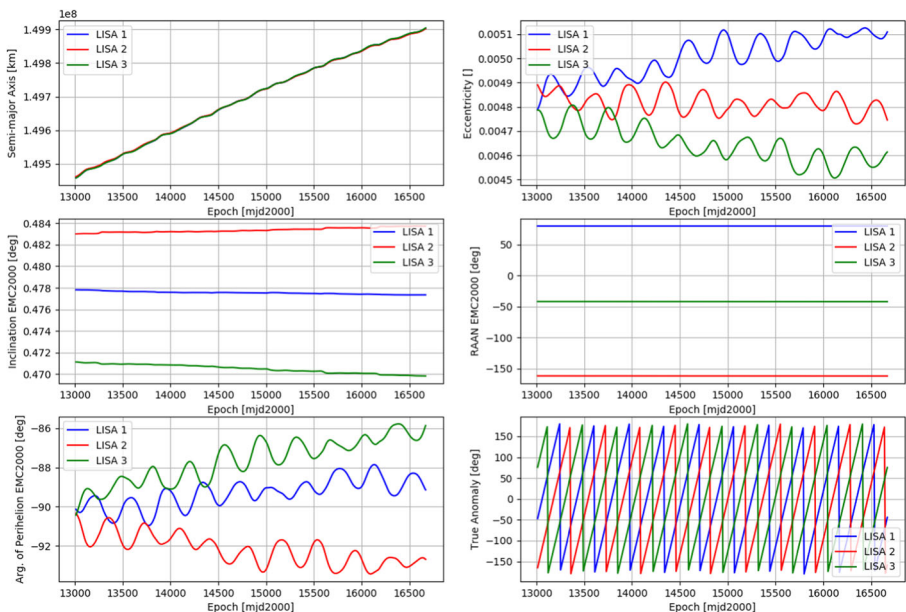 1e8
Semi-major Axis [km]
1.499
1.498
1.497
1.496
1.495
LISA 1
LISA 2
LISA 3
13000 13500 14000 14500 15000 15500 16000 16500
Epoch [mjd2000]
Eccentricity []
0.0051
0.0050
0.0049
0.0048
0.0047
0.0046
0.0045
LISA 1
LISA 2
LISA 3
13000 13500 14000 14500 15000 15500 16000 16500
Epoch [mjd2000]
Inclination EMC2000 [deg]
0.484
0.480
0.478
0.476
0.472
0.470
LISA 1
LISA 2
LISA 3
13000 13500 14000 14500 15000 15500 16000 16500
Epoch [mjd2000]
RAAN EMC2000 [deg]
50
0
−50
−100
−150
LISA 1
LISA 2
LISA 3
13000 13500 14000 14500 15000 15500 16000 16500
Epoch [mjd2000]
Arg. of Perihelion EMC2000 [deg]
−86
−88
−90
−92
LISA 1
LISA 2
LISA 3
13000 13500 14000 14500 15000 15500 16000 16500
Epoch [mjd2000]
True Anomaly [deg]
150
100
50
0
−50
−100
−150
LISA 1
LISA 2
LISA 3
13000 13500 14000 14500 15000 15500 16000 16500
Epoch [mjd2000]